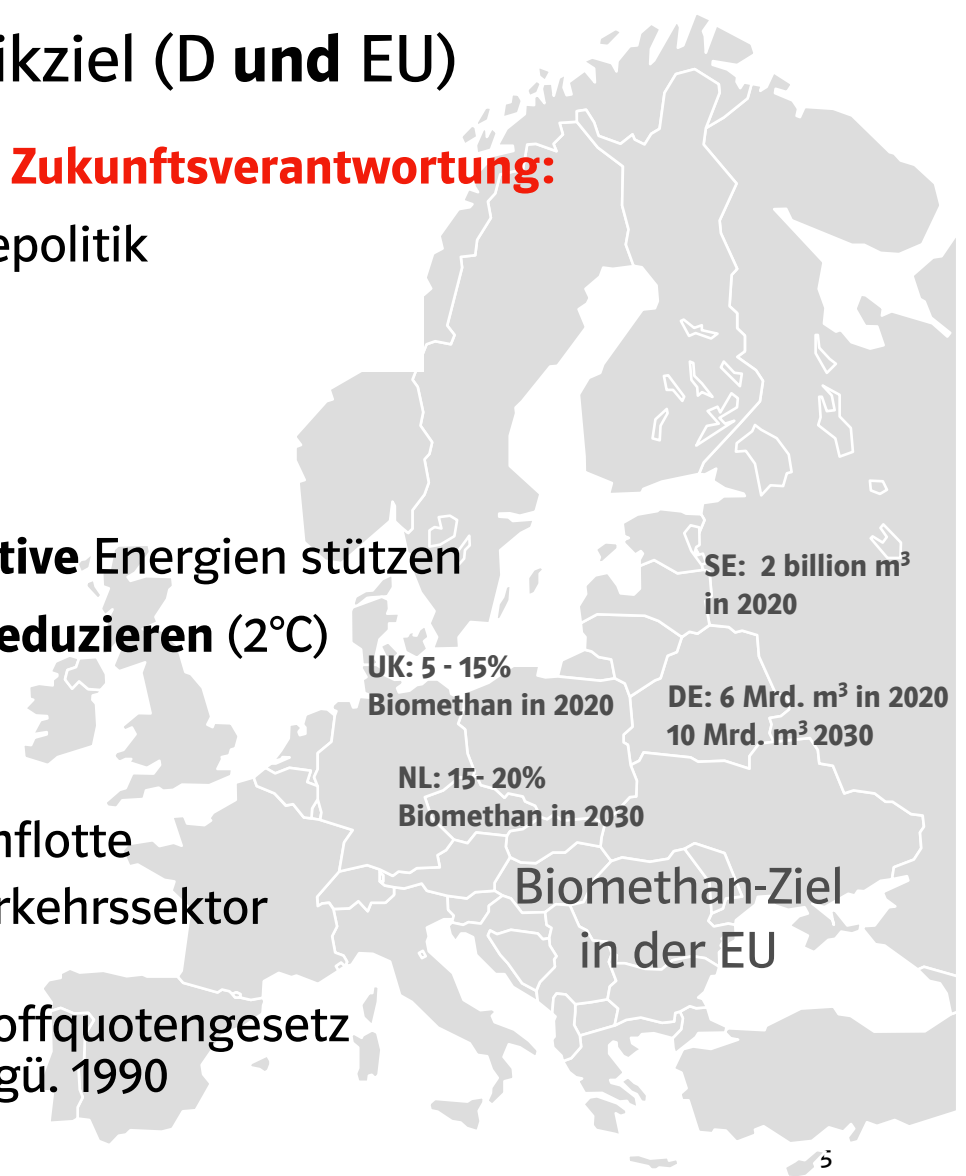 ikziel (D und EU)
Zukunftsverantwortung:
epolitik
tive Energien stützen
eduzieren (2°C)
SE: 2 billion m³
in 2020
UK: 5 - 15%
Biomethan in 2020
DE: 6 Mrd. m³ in 2020
10 Mrd. m³ 2030
NL: 15- 20%
Biomethan in 2030
nflotte
rkehrssektor
Biomethan-Ziel
in der EU
offquotengesetz
gü. 1990
5